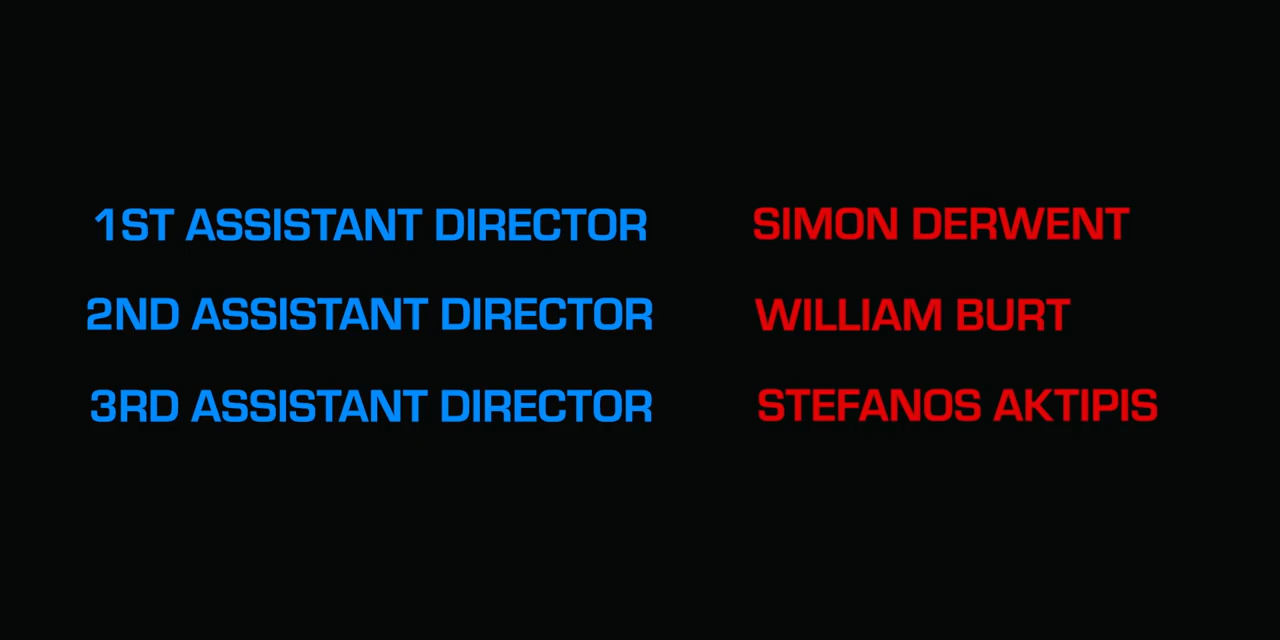 1ST ASSISTANT DIRECTOR SIMON DERWENT
2ND ASSISTANT DIRECTOR WILLIAM BURT
3RD ASSISTANT DIRECTOR STEFANOS AKTIPIS